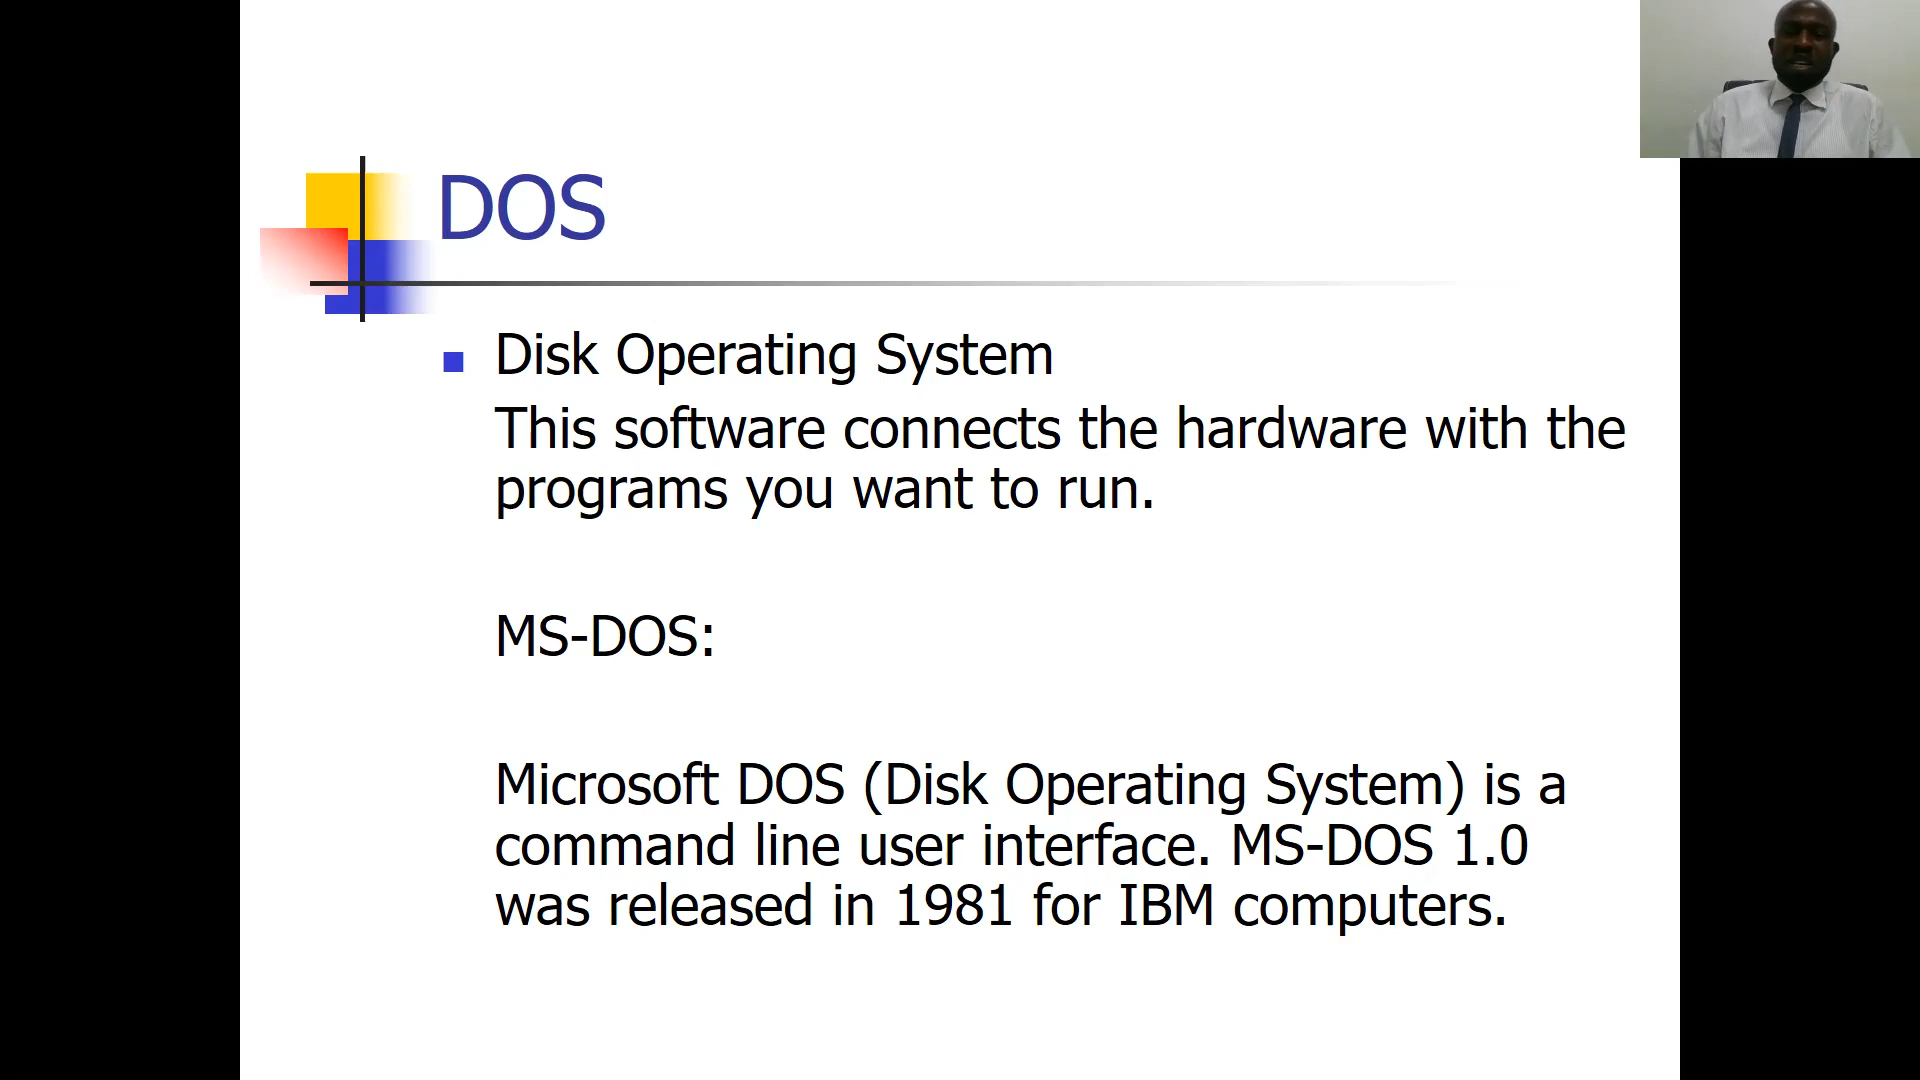 DOS
Disk Operating System
This software connects the hardware with the
programs you want to run.
MS-DOS:
Microsoft DOS (Disk Operating System) is a
command line user interface. MS-DOS 1.0
was released in 1981 for IBM computers.